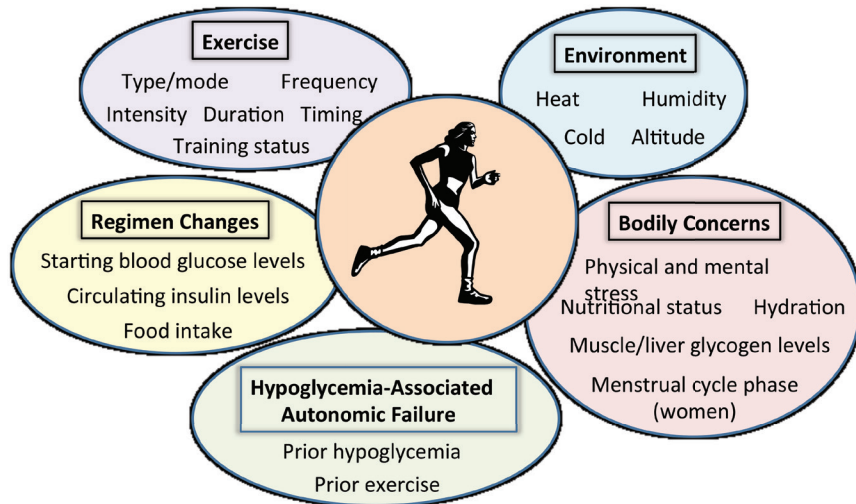 Exercise
Type/mode Frequency
Intensity Duration Timing
Training status
Environment
Heat Humidity
Cold Altitude
Regimen Changes
Starting blood glucose levels
Circulating insulin levels
Food intake
Bodily Concerns
Physical and mental
stress
Nutritional status Hydration
Muscle/liver glycogen levels
Menstrual cycle phase
(women)
Hypoglycemia-Associated
Autonomic Failure
Prior hypoglycemia
Prior exercise